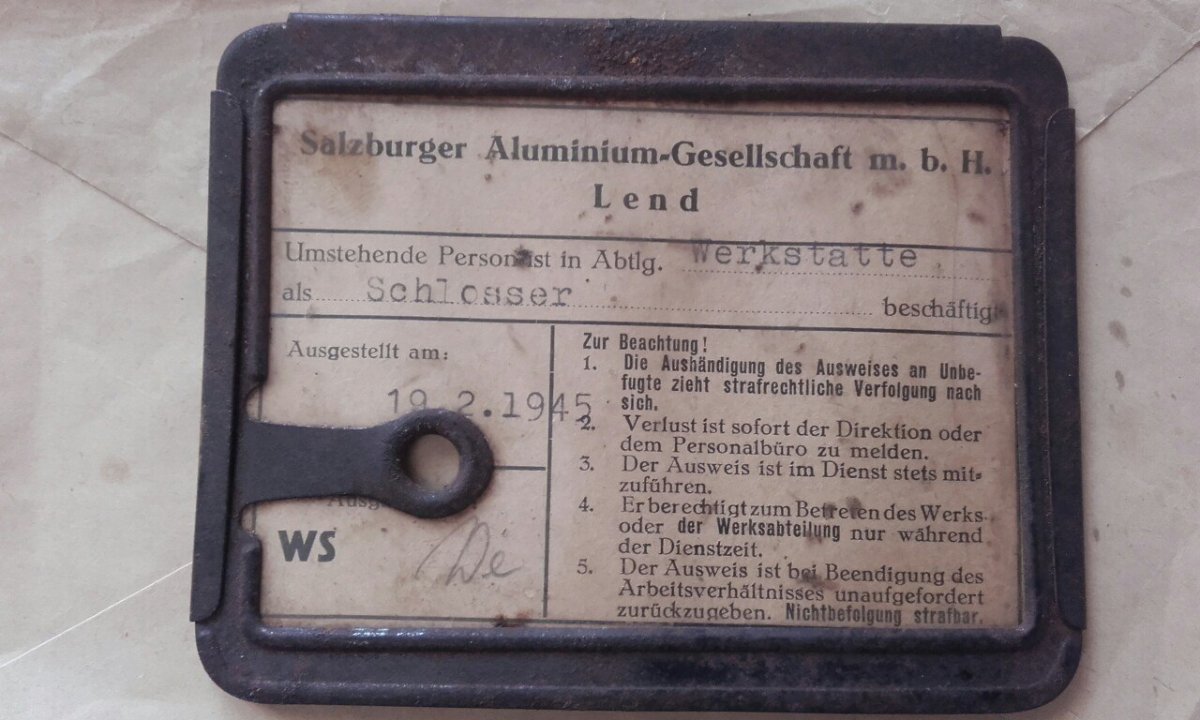 Salzburger Aluminium-Gesellschaft m. b. H.
Lend
Umstehende Person ist in Abtlg. Werkstatte
als Schlosser beschäftigt
Ausgestellt am:
19.2.1945
WS
De
Zur Beachtung!
1. Die Aushändigung des Ausweises an Unbe-
fugte zieht strafrechtliche Verfolgung nach
sich.
2. Verlust ist sofort der Direktion oder
dem Personalbüro zu melden.
3. Der Ausweis ist im Dienst stets mit-
zuführen.
4. Er berechtigt zum Betreten des Werks
oder der Werksabteilung nur während
der Dienstzeit.
5. Der Ausweis ist bei Beendigung des
Arbeitsverhältnisses unaufgefordert
zurückzugeben. Nichtbefolgung strafbar.